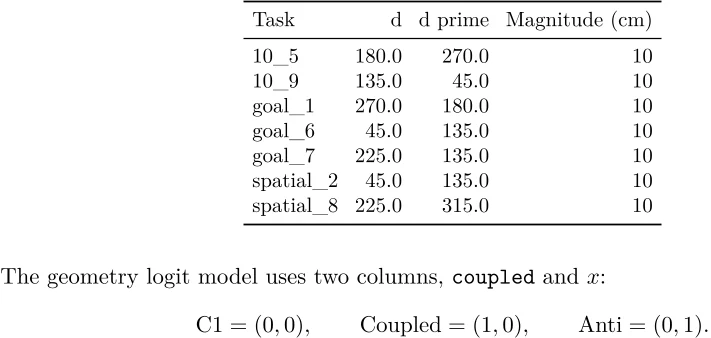 Task d d prime Magnitude (cm)
10_5 180.0 270.0 10
10_9 135.0 45.0 10
goal_1 270.0 180.0 10
goal_6 45.0 135.0 10
goal_7 225.0 135.0 10
spatial_2 45.0 135.0 10
spatial_8 225.0 315.0 10
The geometry logit model uses two columns, coupled and x:
C1 = (0, 0), Coupled = (1, 0), Anti = (0, 1).